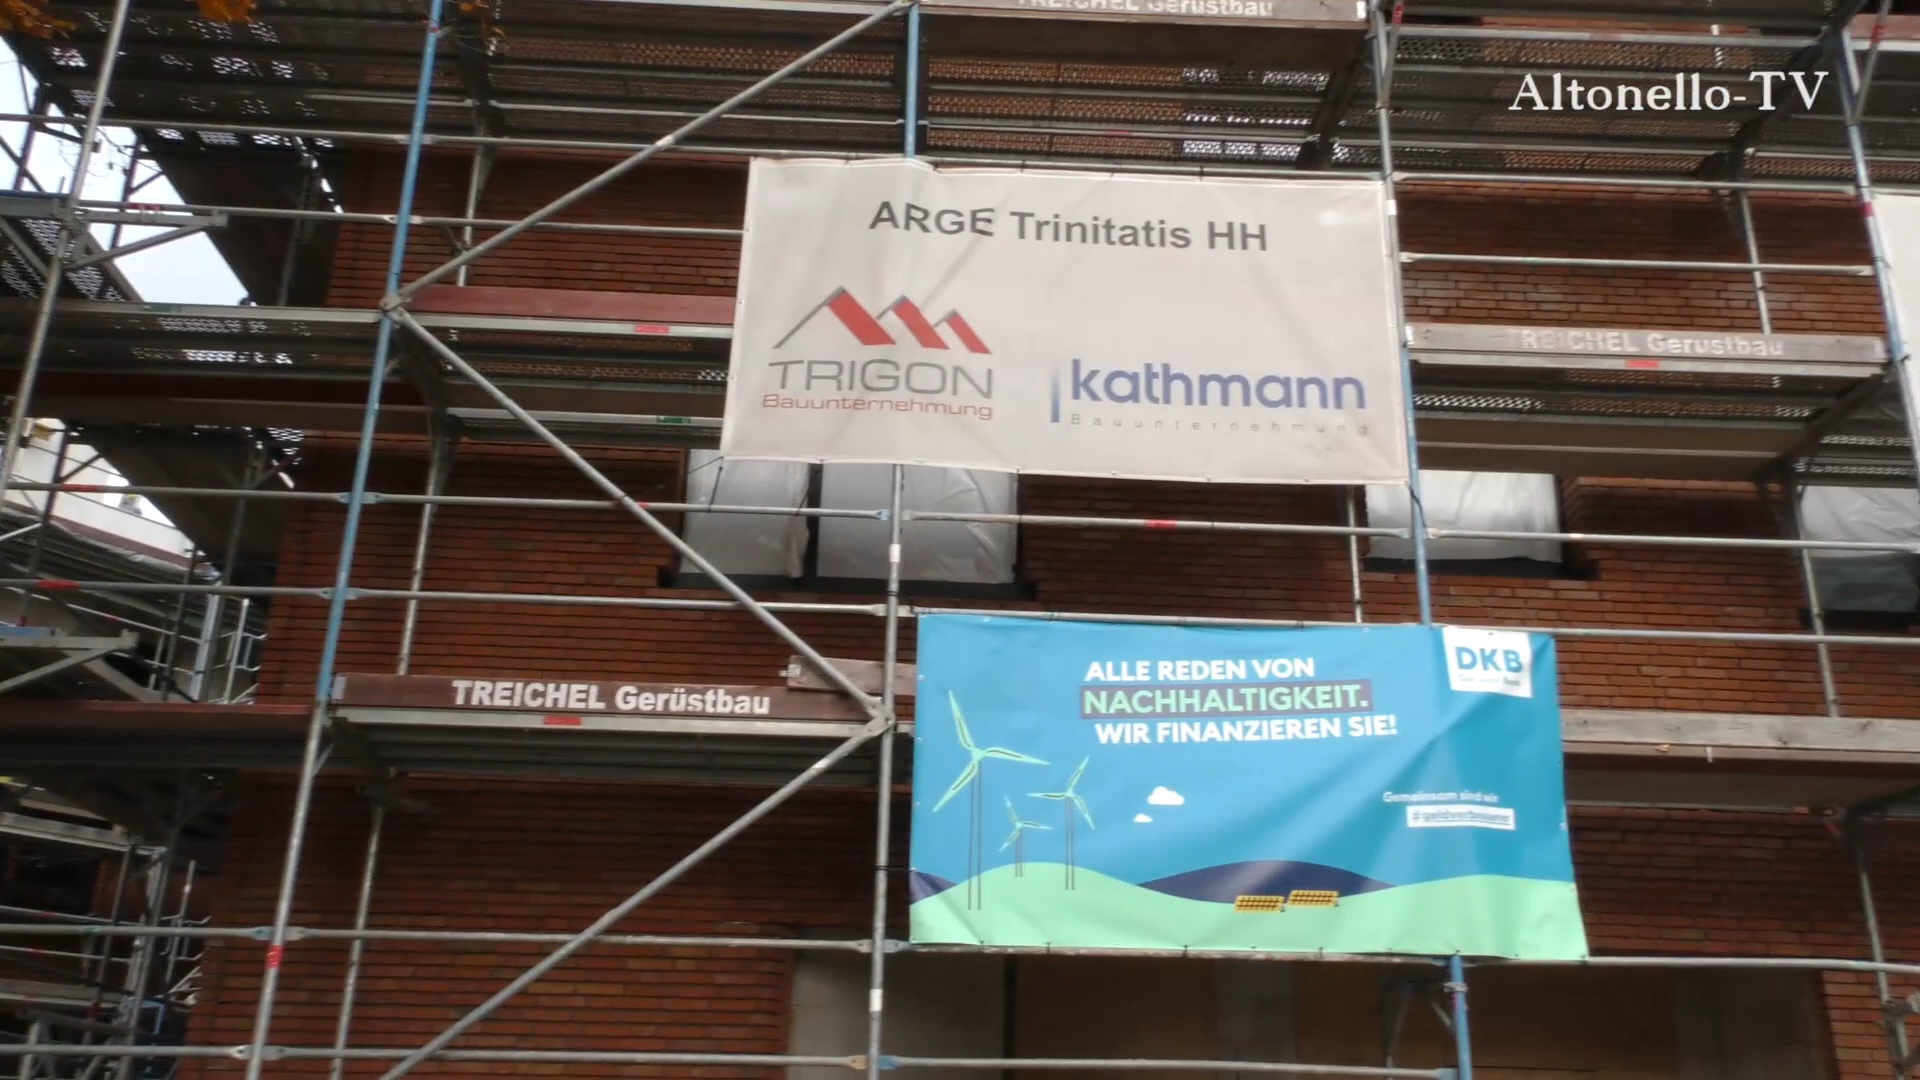 TREICHEL Gerüstbau
Altonello-TV
ARGE Trinitatis HH
TRIGON
Bauunternehmung
kathmann
Bauunternehmung
TREICHEL Gerüstbau
TREICHEL Gerüstbau
ALLE REDEN VON
NACHHALTIGKEIT.
WIR FINANZIEREN SIE!
DKB
Gemeinsam sind wir
#geldverbesserer